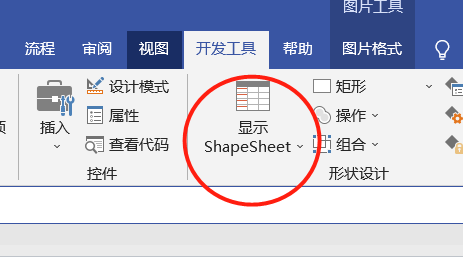 图片工具
流程 审阅 视图 开发工具 帮助 图片格式
插入
设计模式
属性
查看代码
控件
显示
ShapeSheet
矩形
操作
组合
形状设计